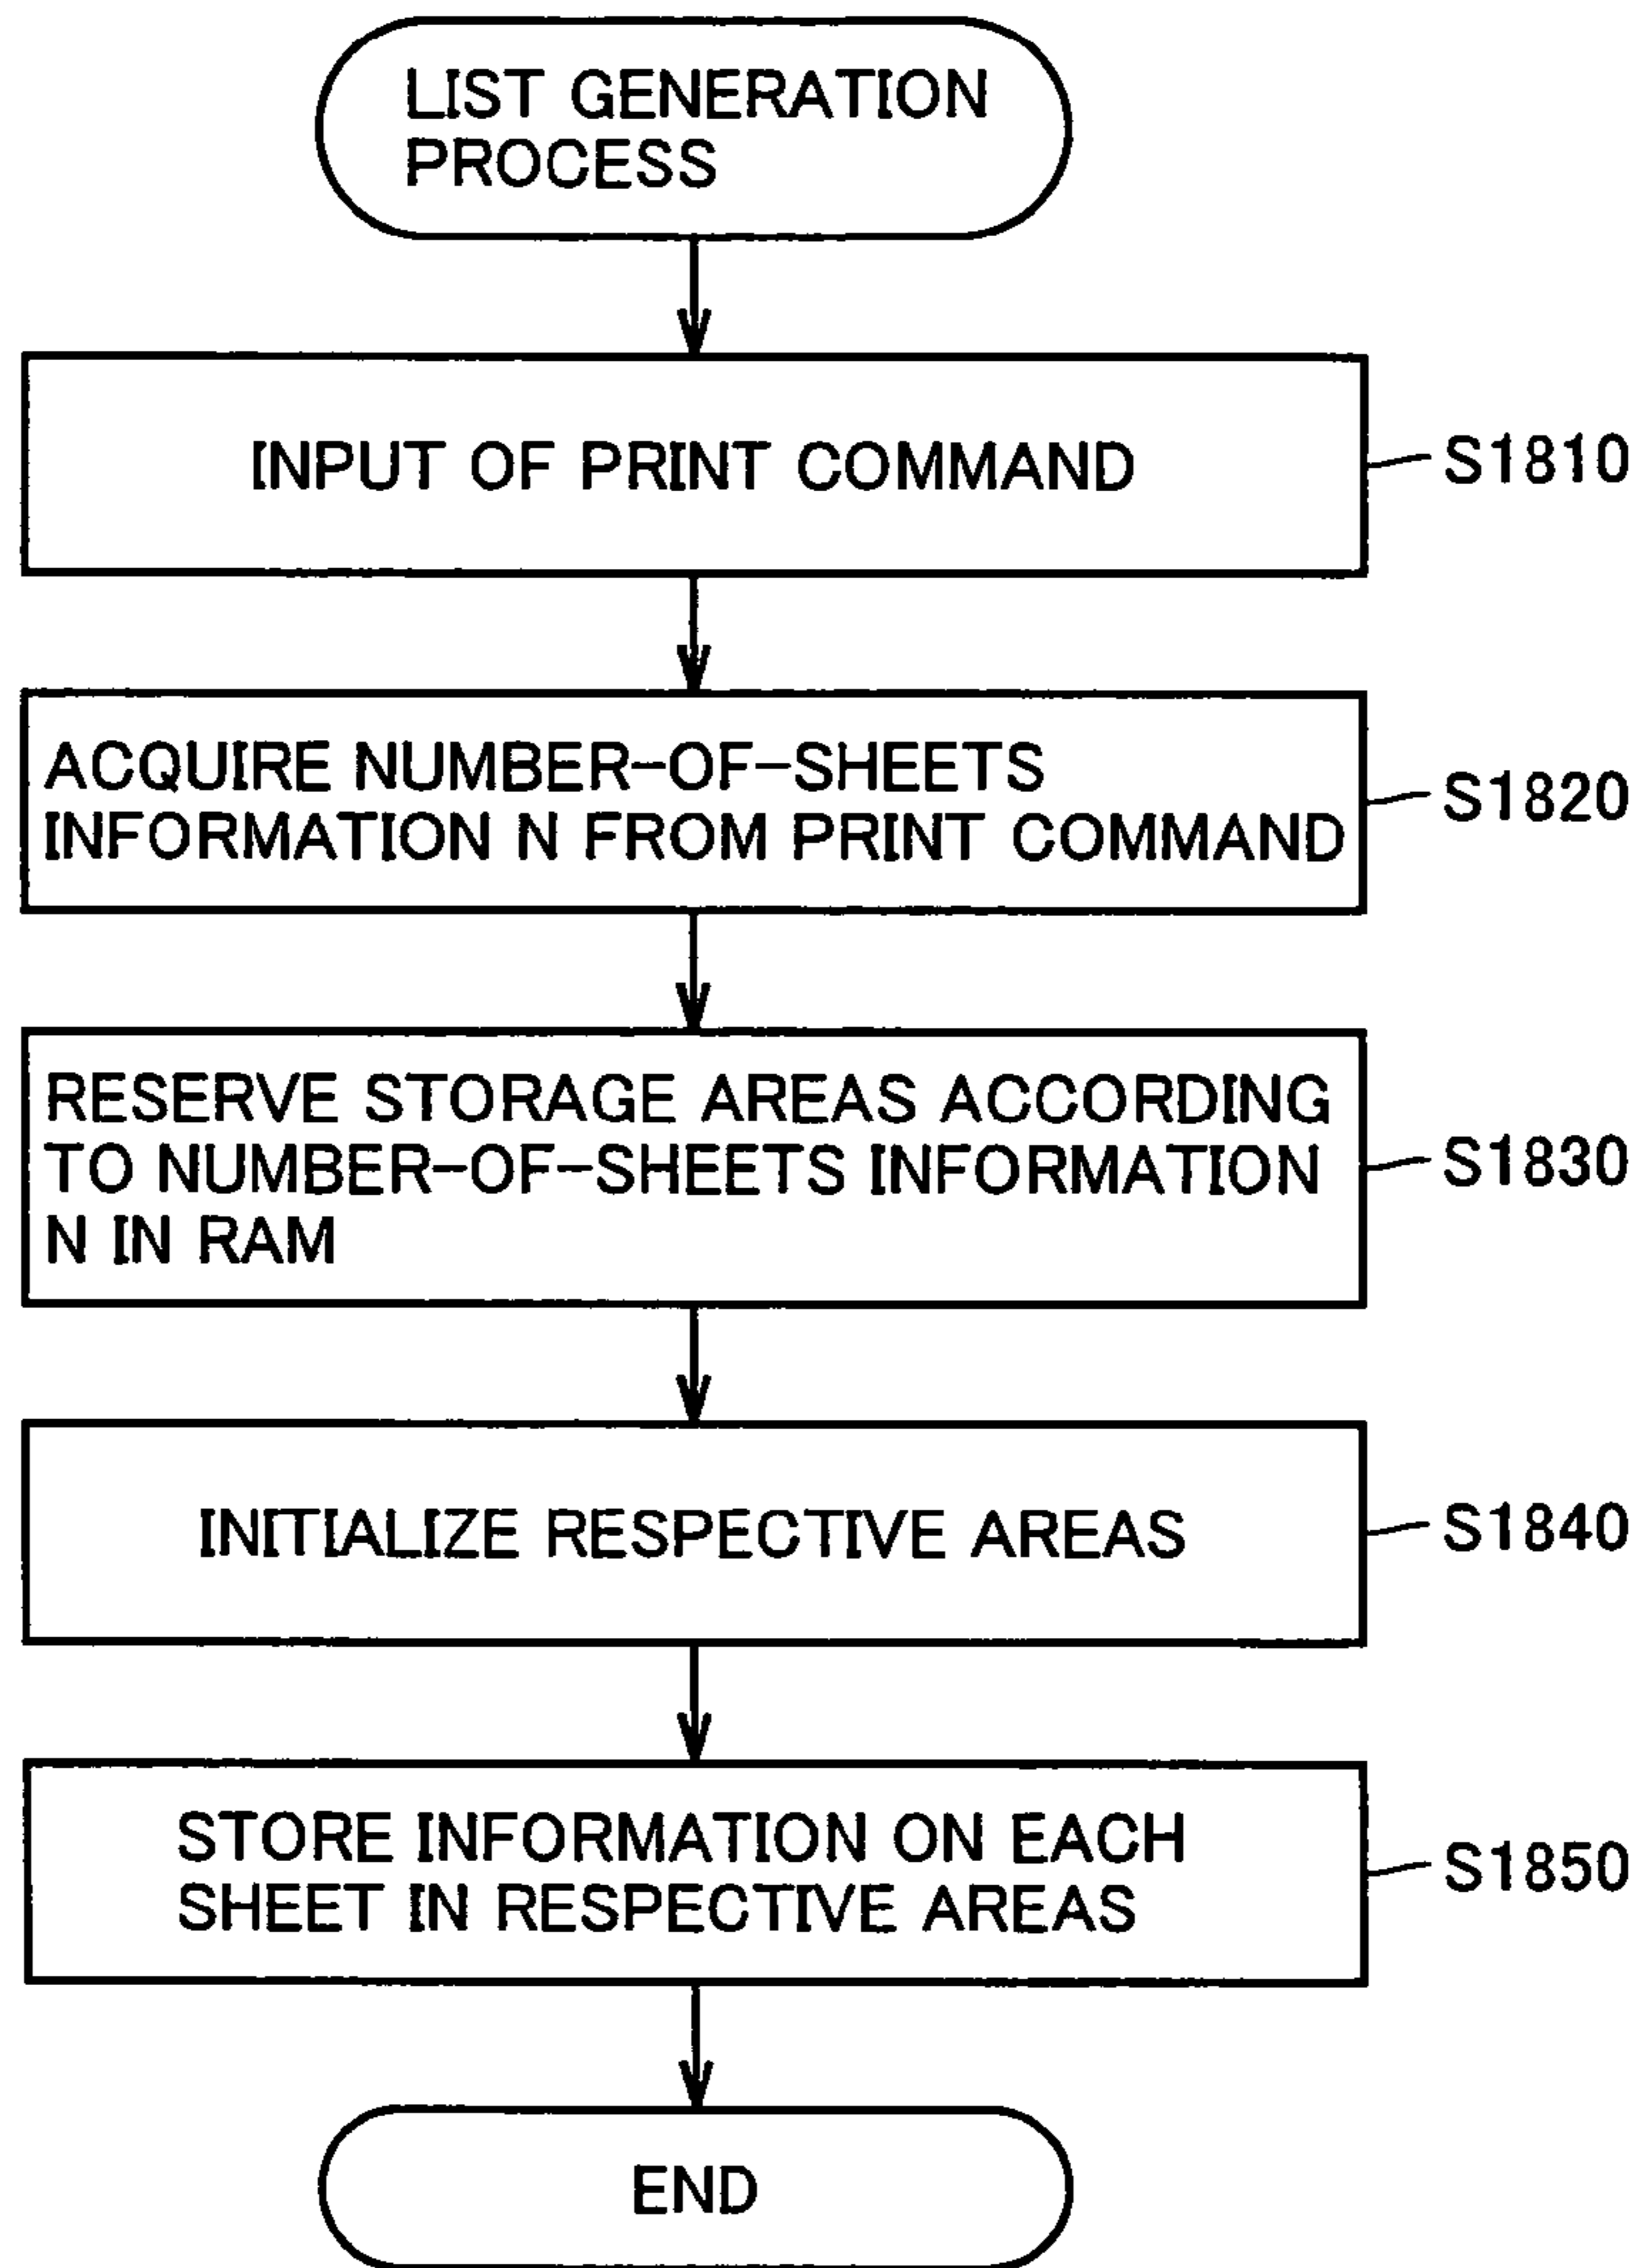 LIST GENERATION
PROCESS
INPUT OF PRINT COMMAND
S1810
ACQUIRE NUMBER-OF-SHEETS
INFORMATION N FROM PRINT COMMAND
S1820
RESERVE STORAGE AREAS ACCORDING
TO NUMBER-OF-SHEETS INFORMATION
N IN RAM
S1830
INITIALIZE RESPECTIVE AREAS
S1840
STORE INFORMATION ON EACH
SHEET IN RESPECTIVE AREAS
S1850
END